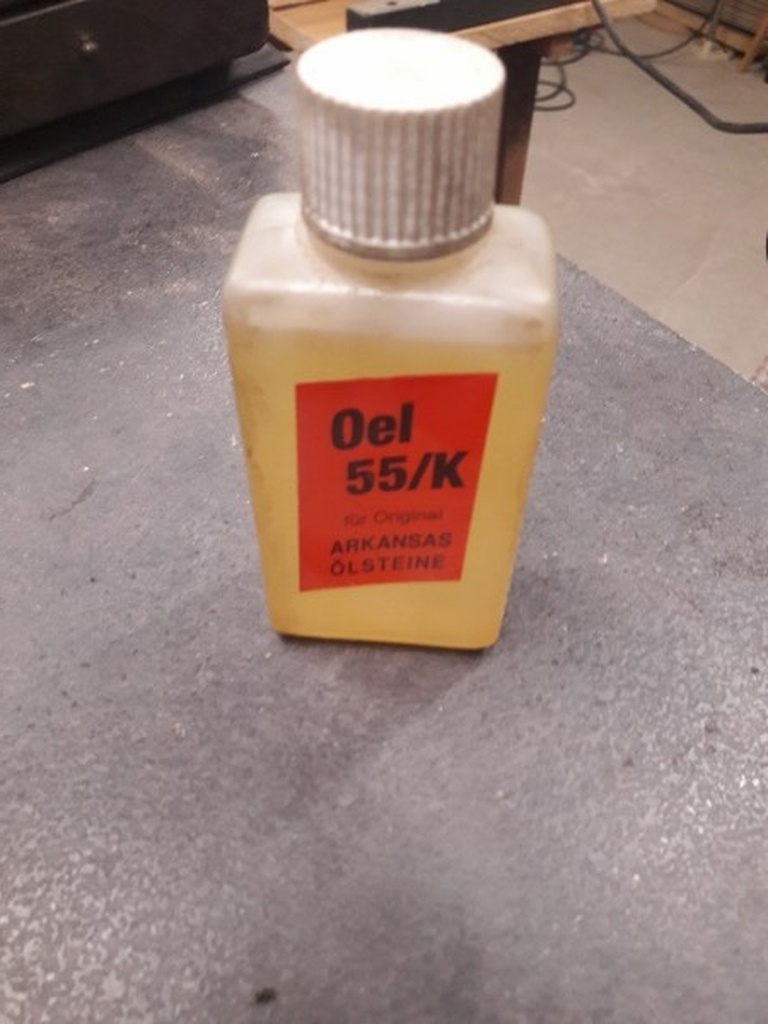 Oel
55/K
für Original
ARKANSAS
ÖLSTEINE